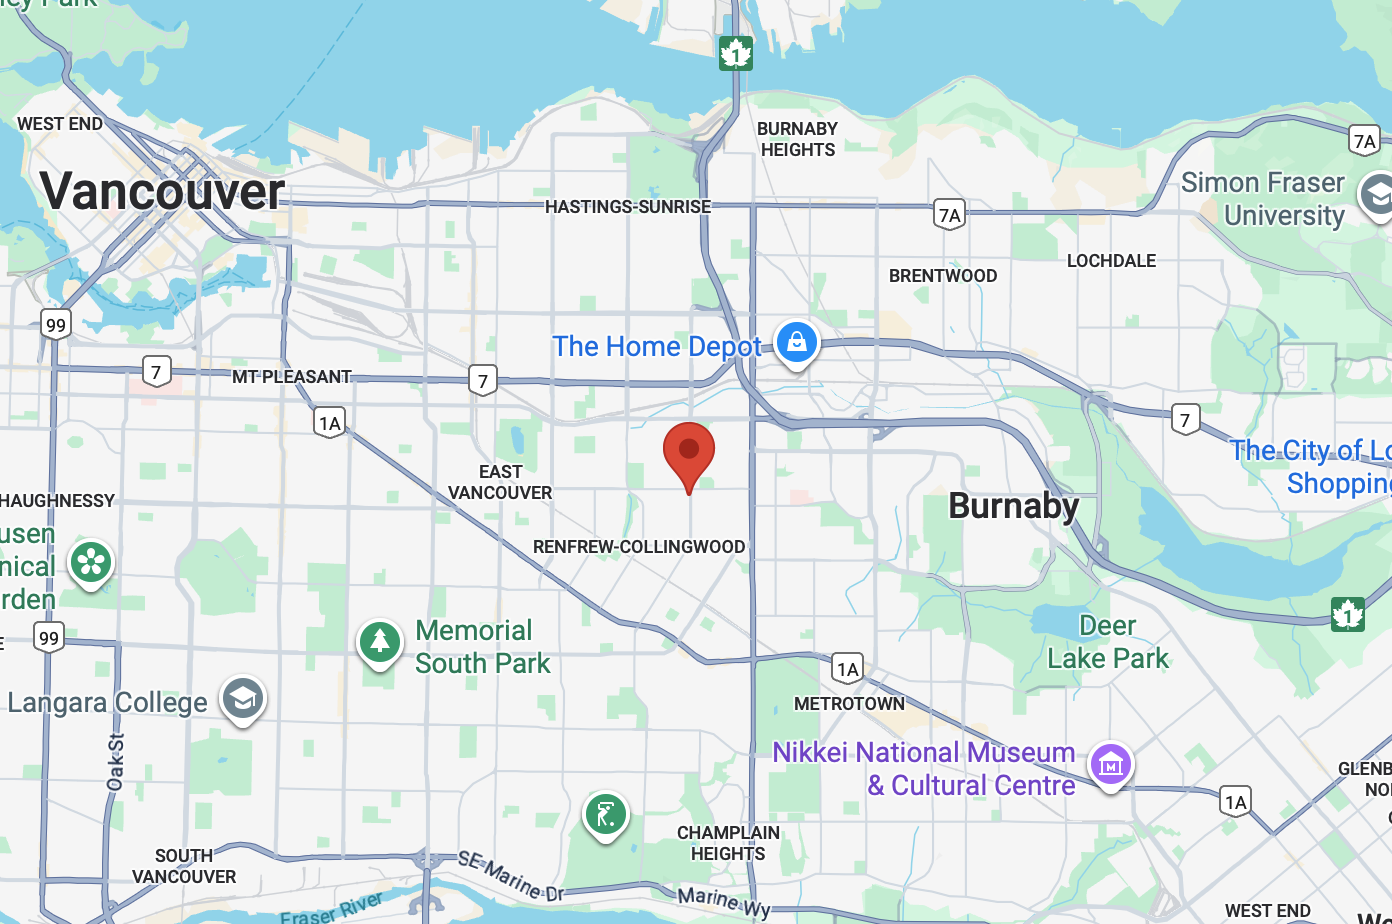 ey Park
1
WEST END
BURNABY
HEIGHTS
7A
Vancouver
Simon Fraser
University
HASTINGS-SUNRISE
7A
BRENTWOOD
LOCHDALE
99
The Home Depot
7
MT PLEASANT
7
1A
7
The City of Lo
Shopping
EAST
VANCOUVER
HAUGHNESSY
Burnaby
usen
nical
rden
RENFREW-COLLINGWOOD
1
99
E
Memorial
South Park
Deer
Lake Park
1A
Langara College
METROTOWN
Oak St
Nikkei National Museum
& Cultural Centre
M
GLENB
NO
1A
CHAMPLAIN
HEIGHTS
SOUTH
VANCOUVER
SE Marine Dr
Marine Wy
Fraser River
WEST END
We